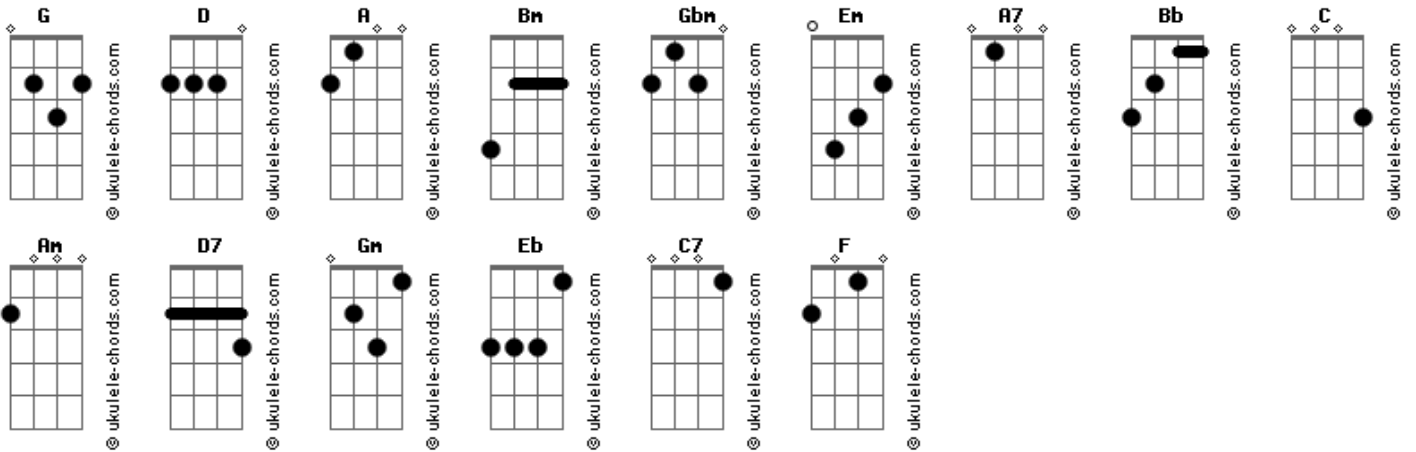 G D A Bm Gbm Em A7 Bb C
© ukulele-chords.com © ukulele-chords.com © ukulele-chords.com © ukulele-chords.com © ukulele-chords.com © ukulele-chords.com © ukulele-chords.com © ukulele-chords.com © ukulele-chords.com
Am D7 Gm Eb C7 F
© ukulele-chords.com © ukulele-chords.com © ukulele-chords.com © ukulele-chords.com © ukulele-chords.com © ukulele-chords.com